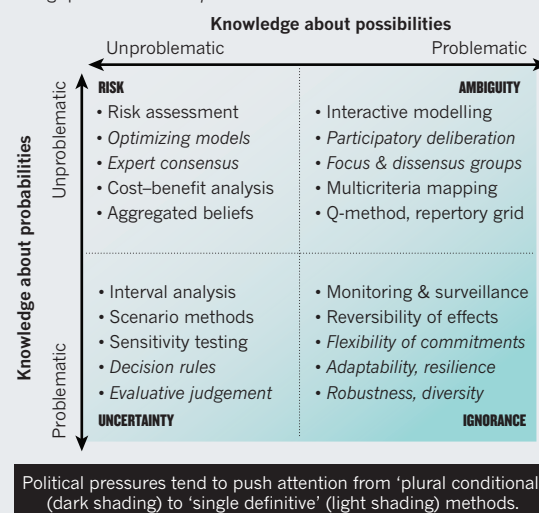 Knowledge about possibilities
Unproblematic Problematic
Knowledge about probabilities
Unproblematic
RISK
• Risk assessment
• Optimizing models
• Expert consensus
• Cost–benefit analysis
• Aggregated beliefs
AMBIGUITY
• Interactive modelling
• Participatory deliberation
• Focus & dissensus groups
• Multicriteria mapping
• Q-method, repertory grid
Problematic
• Interval analysis
• Scenario methods
• Sensitivity testing
• Decision rules
• Evaluative judgement
UNCERTAINTY
• Monitoring & surveillance
• Reversibility of effects
• Flexibility of commitments
• Adaptability, resilience
• Robustness, diversity
IGNORANCE
Political pressures tend to push attention from ‘plural conditional
(dark shading) to ‘single definitive’ (light shading) methods.